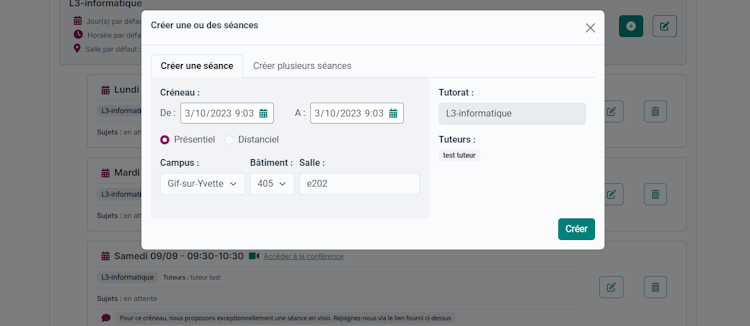 L3-informatique
Créer une ou des séances
Jour(s) par défau
Horaire par défau
Salle par défaut :
Créer une séance
Créer plusieurs séances
Créneau :
Tutorat :
De : 3/10/2023 9:03
A : 3/10/2023 9:03
L3-informatique
Présentiel
Distanciel
Tuteurs :
test tuteur
Campus :
Bâtiment :
Salle :
Gif-sur-Yvette
405
e202
Créer
Lundi
L3-informati
Sujets : en att
Mardi
L3-informati
Sujets : en att
Samedi 09/09 - 09:30-10:30 Accéder à la conférence
L3-informatique Tuteurs : tuteur test
Sujets : en attente
Pour ce créneau, nous proposons exceptionnellement une séance en visio. Rejoignez-nous via le lien fourni ci-dessus